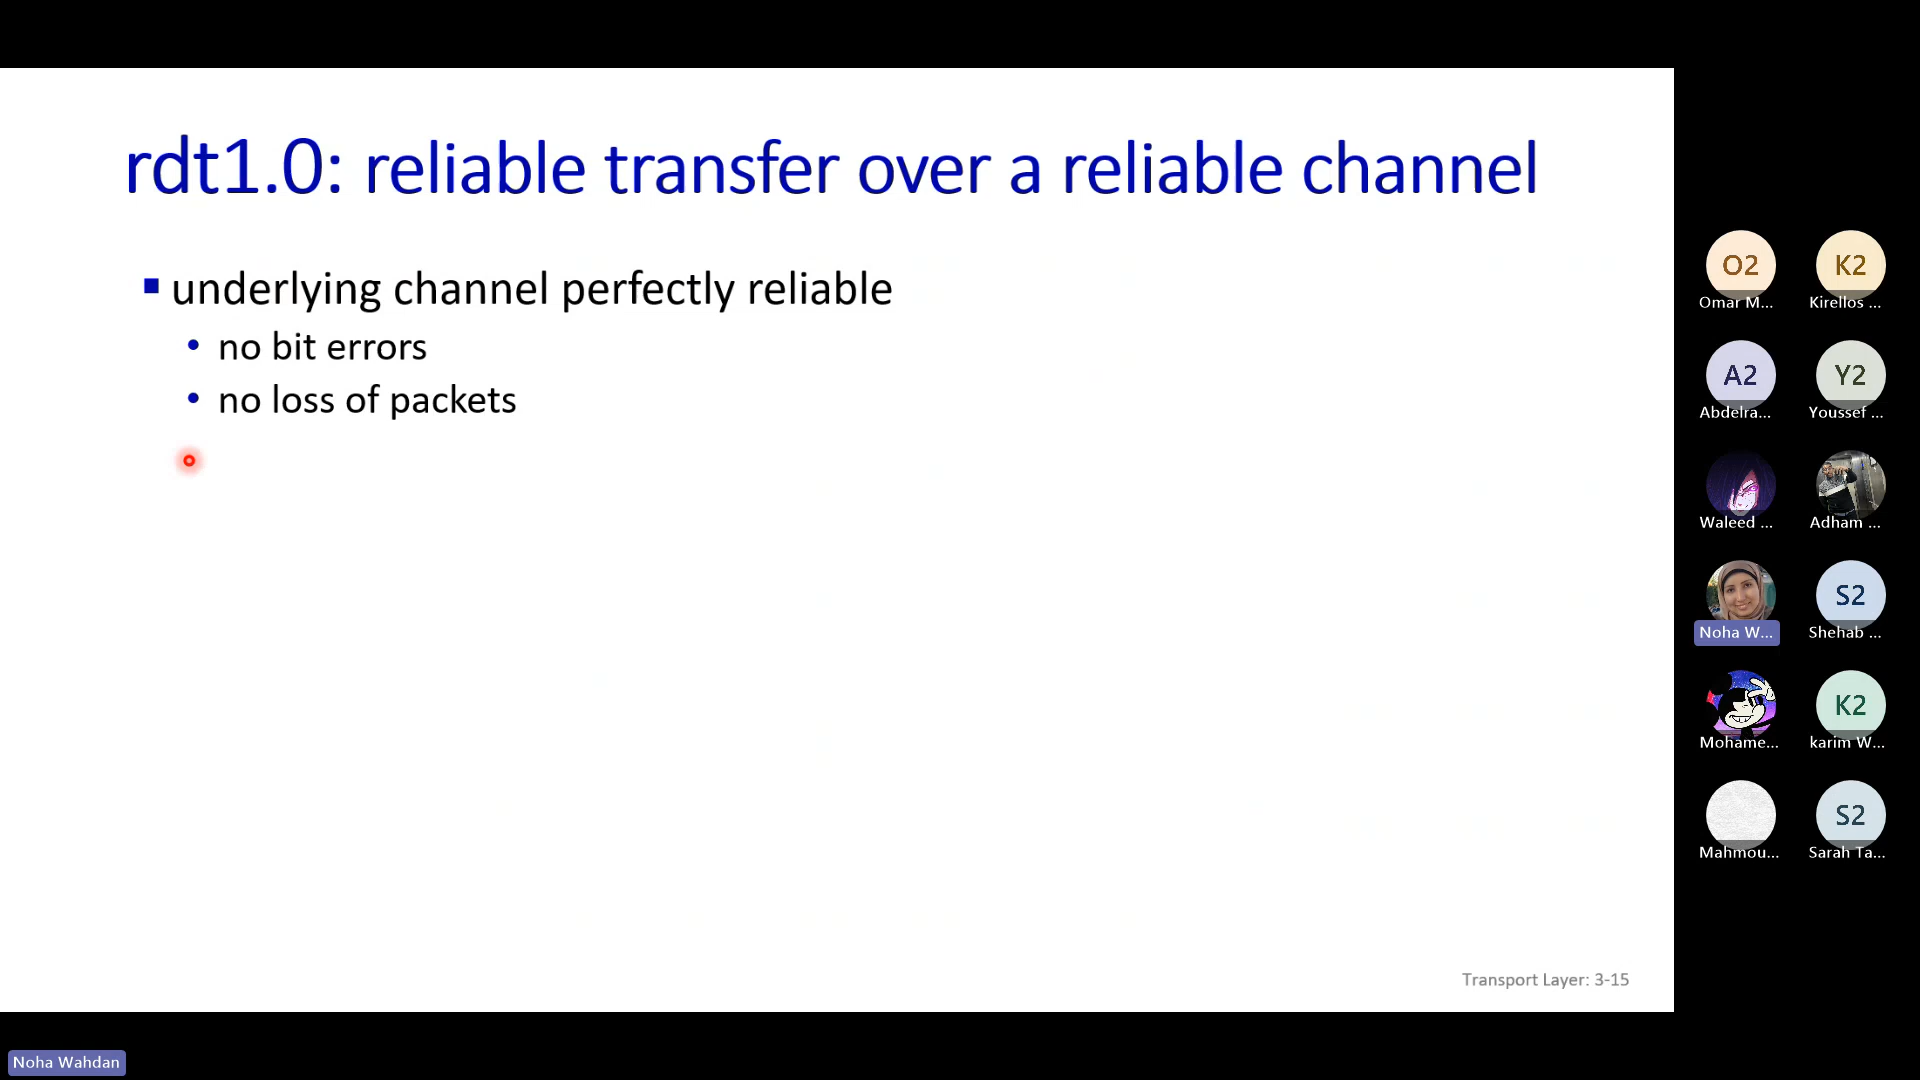 rdt1.0: reliable transfer over a reliable channel
underlying channel perfectly reliable
• no bit errors
• no loss of packets
Transport Layer: 3-15
O2
K2
Omar M...
Kirellos ...
A2
Y2
Abdelra...
Youssef ...
Waleed ...
Adham ...
S2
Noha W...
Shehab ...
K2
Mohame...
karim W...
S2
Mahmou...
Sarah Ta...
Noha Wahdan